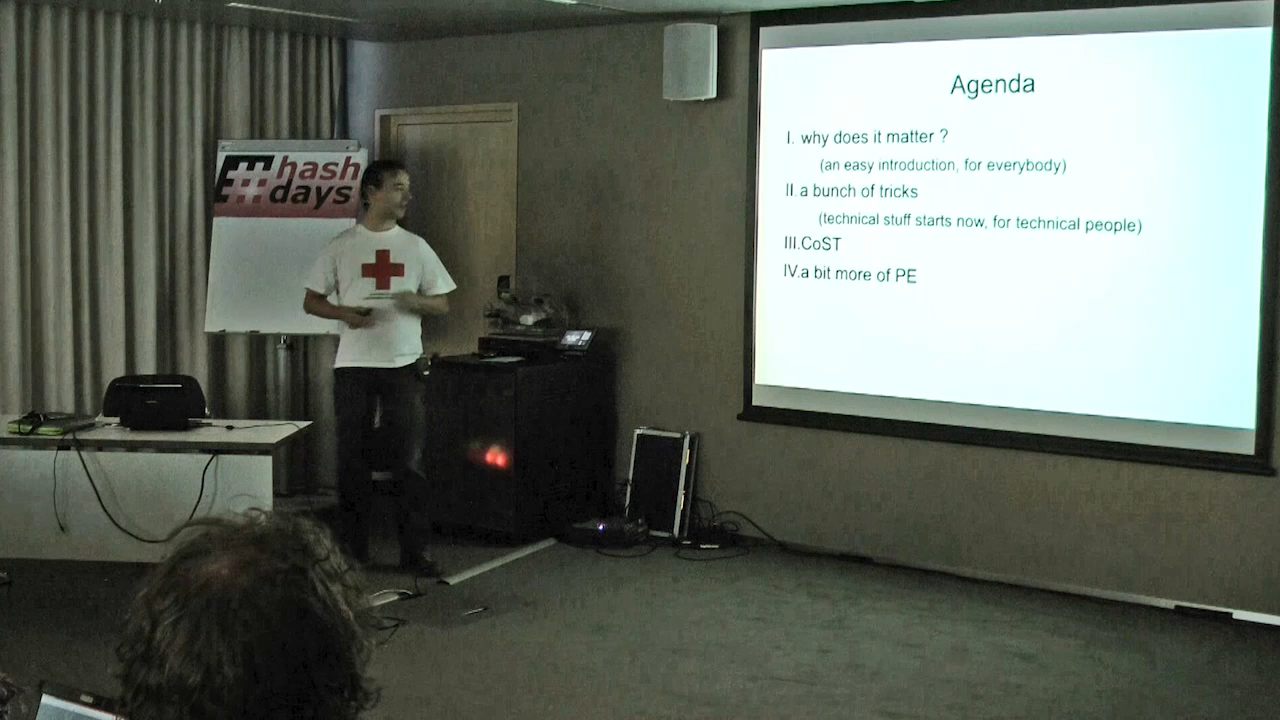 hash
days
Agenda
I. why does it matter ?
(an easy introduction, for everybody)
II.a bunch of tricks
(technical stuff starts now, for technical people)
III.CoST
IV.a bit more of PE